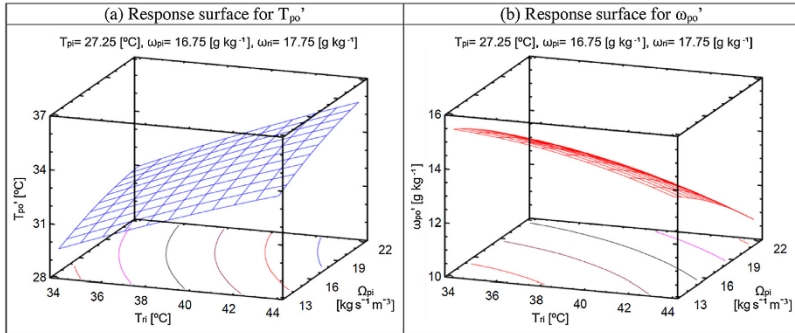 (a) Response surface for Tpo’
(b) Response surface for ωpo’
Tpi= 27.25 [ºC], ωpi= 16.75 [g kg⁻¹], ωri= 17.75 [g kg⁻¹]
37
34
31
28
Tpo’ [ºC]
34
36
38
40
42
44
Tri [ºC]
13
16
19
22
Ωpi
[kg s⁻¹ m⁻³]
Tpi= 27.25 [ºC], ωpi= 16.75 [g kg⁻¹], ωri= 17.75 [g kg⁻¹]
16
15
13
12
10
ωpo’ [g kg⁻¹]
34
36
38
40
42
44
Tri [ºC]
13
16
19
22
Ωpi
[kg s⁻¹ m⁻³]